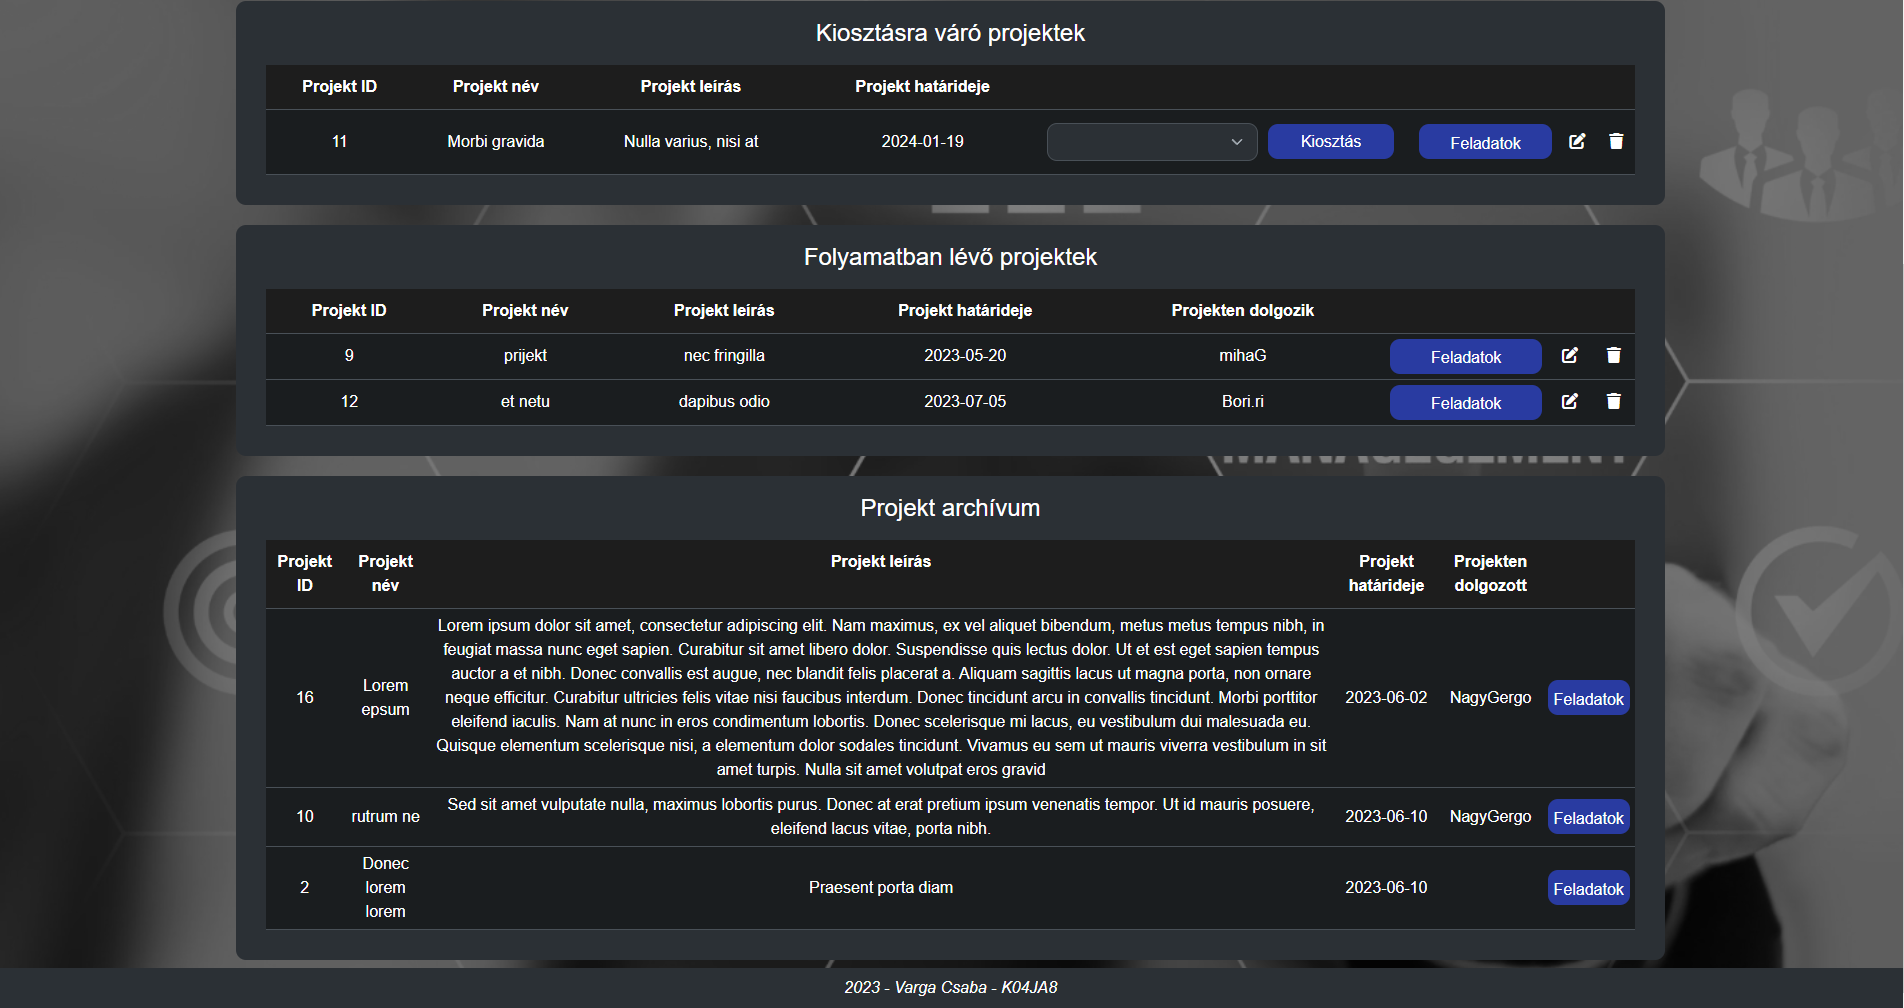 Kiosztásra váró projektek
Projekt ID Projekt név Projekt leírás Projekt határideje
11 Morbi gravida Nulla varius, nisi at 2024-01-19 Kiosztás Feladatok
Folyamatban lévő projektek
Projekt ID Projekt név Projekt leírás Projekt határideje Projekten dolgozik
9 prijekt nec fringilla 2023-05-20 mihaG Feladatok
12 et netu dapibus odio 2023-07-05 Bori.ri Feladatok
Projekt archívum
Projekt ID Projekt név Projekt leírás Projekt határideje Projekten dolgozott
16 Lorem epsum
Lorem ipsum dolor sit amet, consectetur adipiscing elit. Nam maximus, ex vel aliquet bibendum, metus metus tempus nibh, in
feugiat massa nunc eget sapien. Curabitur sit amet libero dolor. Suspendisse quis lectus dolor. Ut et est eget sapien tempus
auctor a et nibh. Donec convallis est augue, nec blandit felis placerat a. Aliquam sagittis lacus ut magna porta, non ornare
neque efficitur. Curabitur ultricies felis vitae nisi faucibus interdum. Donec tincidunt arcu in convallis tincidunt. Morbi porttitor
eleifend iaculis. Nam at nunc in eros condimentum lobortis. Donec scelerisque mi lacus, eu vestibulum dui malesuada eu.
Quisque elementum scelerisque nisi, a elementum dolor sodales tincidunt. Vivamus eu sem ut mauris viverra vestibulum in sit
amet turpis. Nulla sit amet volutpat eros gravid
2023-06-02 NagyGergo Feladatok
10 rutrum ne
Sed sit amet vulputate nulla, maximus lobortis purus. Donec at erat pretium ipsum venenatis tempor. Ut id mauris posuere,
eleifend lacus vitae, porta nibh.
2023-06-10 NagyGergo Feladatok
2 Donec lorem lorem Praesent porta diam 2023-06-10 Feladatok
2023 - Varga Csaba - K04JA8